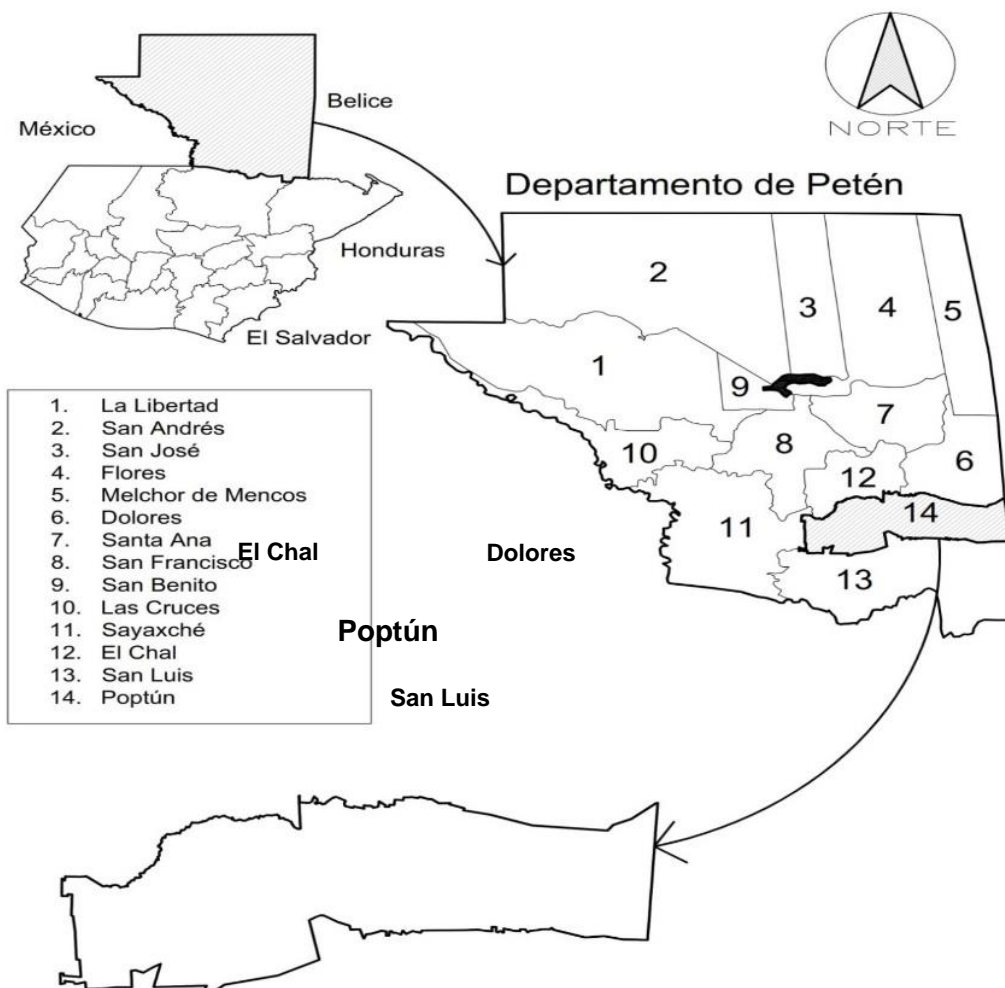 NORTE
Belice
México
Departamento de Petén
Honduras
El Salvador
2
3
4
5
1
9
7
8
10
6
12
14
11
13
1. La Libertad
2. San Andrés
3. San José
4. Flores
5. Melchor de Mencos
6. Dolores
7. Santa Ana
8. San Francisco
9. San Benito
10. Las Cruces
11. Sayaxché
12. El Chal
13. San Luis
14. Poptún
El Chal
Dolores
Poptún
San Luis